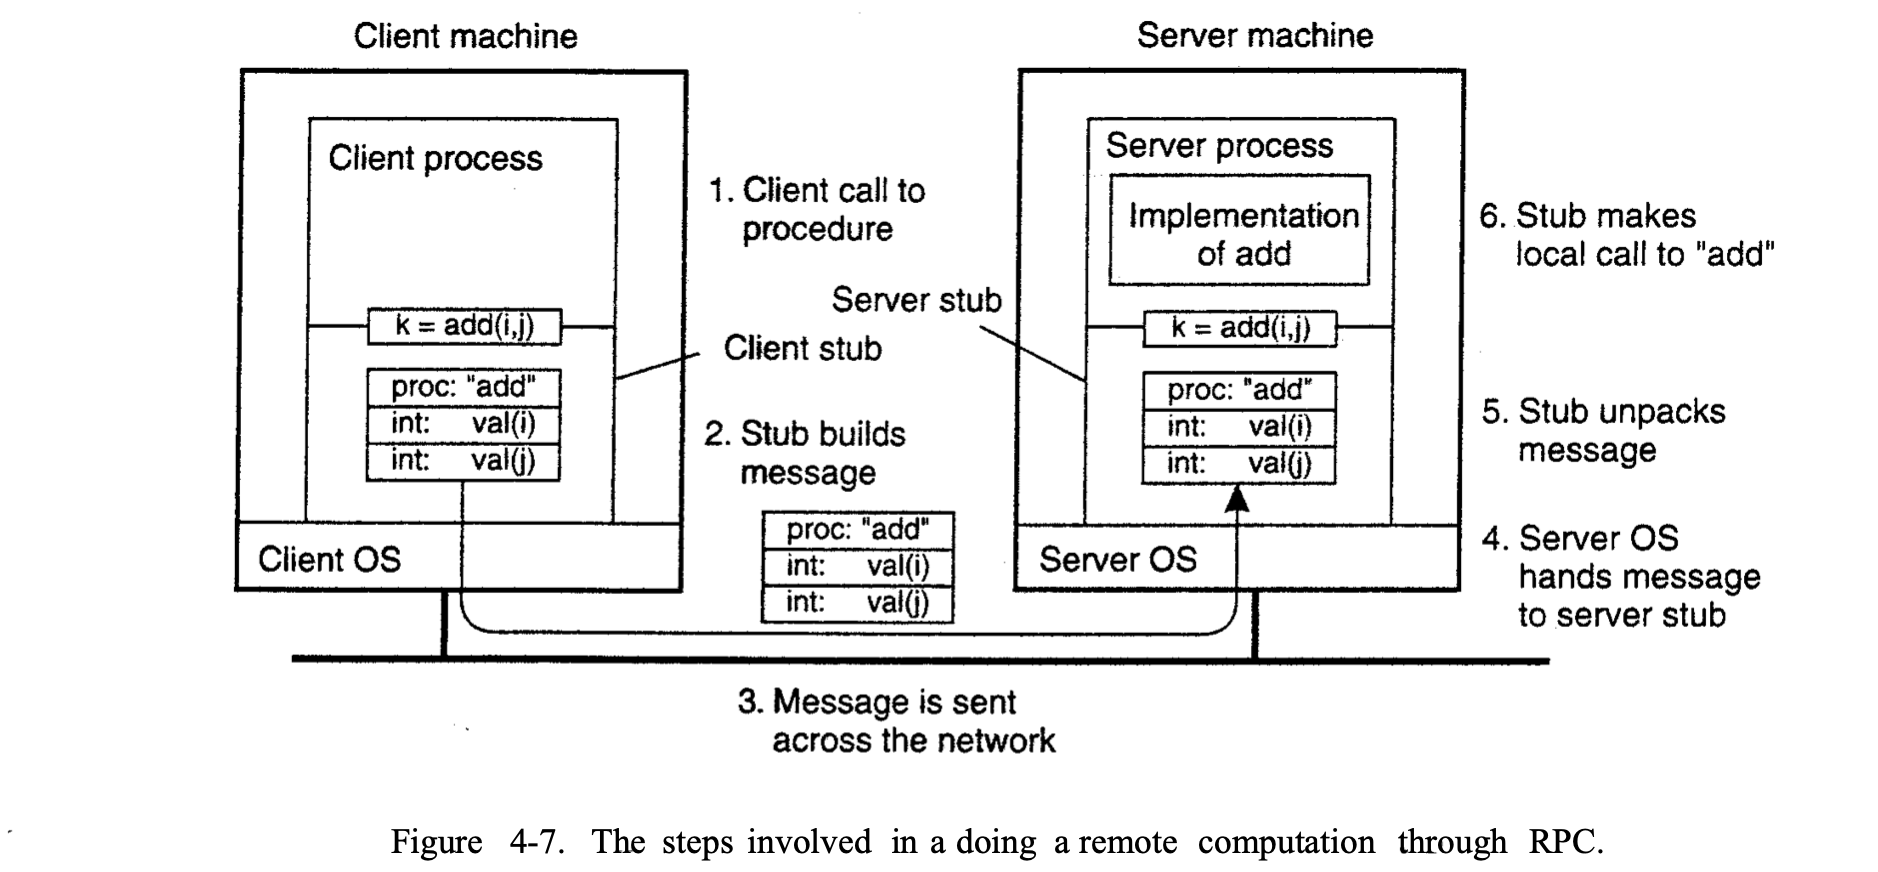 Client machine
Server machine
Client process
1. Client call to
procedure
Server process
Implementation
of add
6. Stub makes
local call to "add"
Server stub
k = add(i,j)
Client stub
k = add(i,j)
proc: "add"
int: val(i)
int: val(j)
2. Stub builds
message
proc: "add"
int: val(i)
int: val(j)
5. Stub unpacks
message
proc: "add"
int: val(i)
int: val(j)
Client OS
Server OS
4. Server OS
hands message
to server stub
3. Message is sent
across the network
Figure 4-7. The steps involved in a doing a remote computation through RPC.